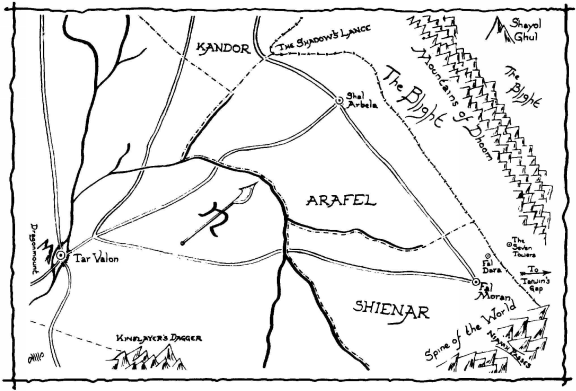 Shayol
Ghul
The Shadow's Lance
KANDOR
The Blight
Mountains of Dhoom
The
Blight
Shol
Arbela
ARAFEL
Dragonmount
Tar Valon
The
Seven
Towers
Fal
Dara
To
Tarwin's
Gap
Fal
Moran
SHIENAR
Spine of the World
Niamh Passes
KINSLAYER'S DAGGER